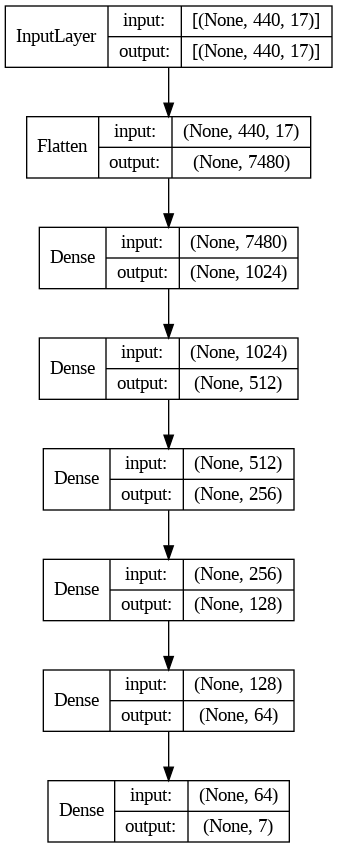 InputLayer input: [(None, 440, 17)]
output: [(None, 440, 17)]
Flatten input: (None, 440, 17)
output: (None, 7480)
Dense input: (None, 7480)
output: (None, 1024)
Dense input: (None, 1024)
output: (None, 512)
Dense input: (None, 512)
output: (None, 256)
Dense input: (None, 256)
output: (None, 128)
Dense input: (None, 128)
output: (None, 64)
Dense input: (None, 64)
output: (None, 7)